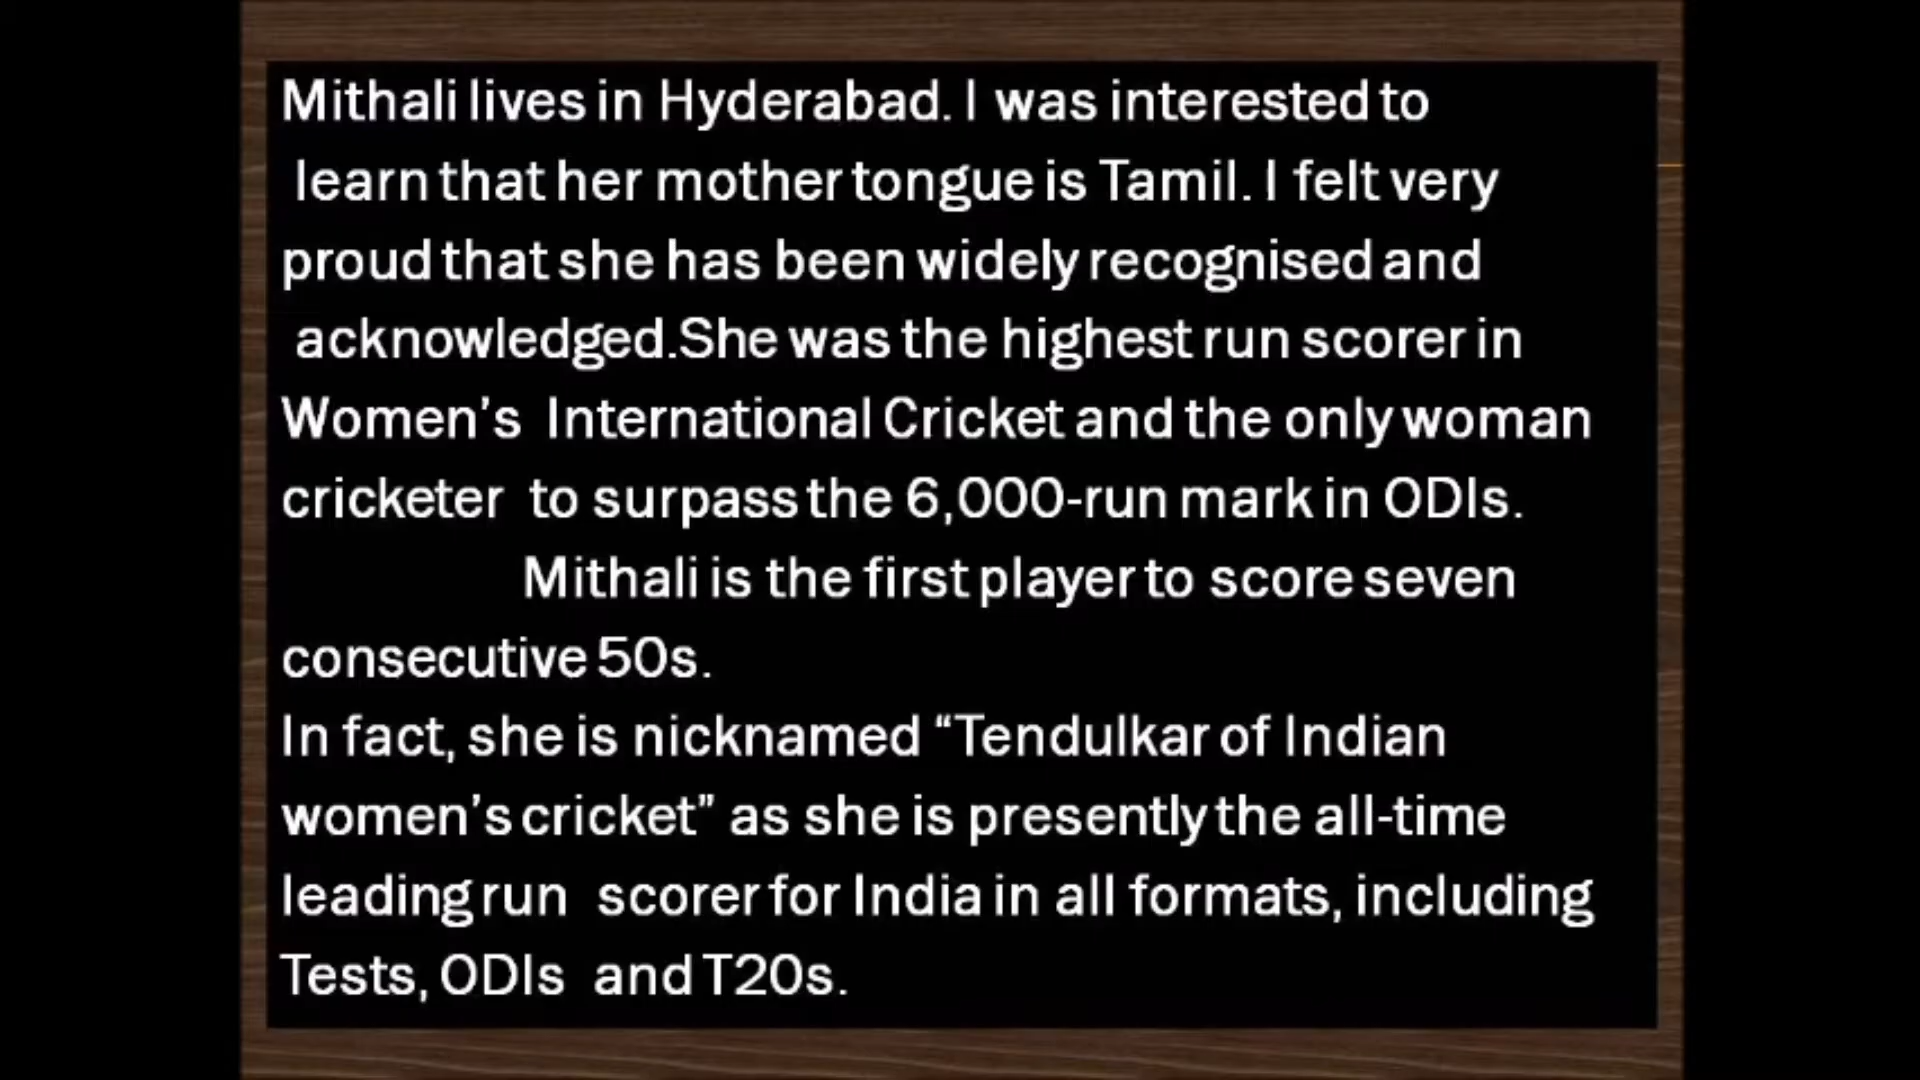 Mithali lives in Hyderabad. I was interested to
learn that her mother tongue is Tamil. I felt very
proud that she has been widely recognised and
acknowledged.She was the highest run scorer in
Women’s International Cricket and the only woman
cricketer to surpass the 6,000-run mark in ODIs.
Mithali is the first player to score seven
consecutive 50s.
In fact, she is nicknamed “Tendulkar of Indian
women’s cricket” as she is presently the all-time
leading run scorer for India in all formats, including
Tests, ODIs and T20s.